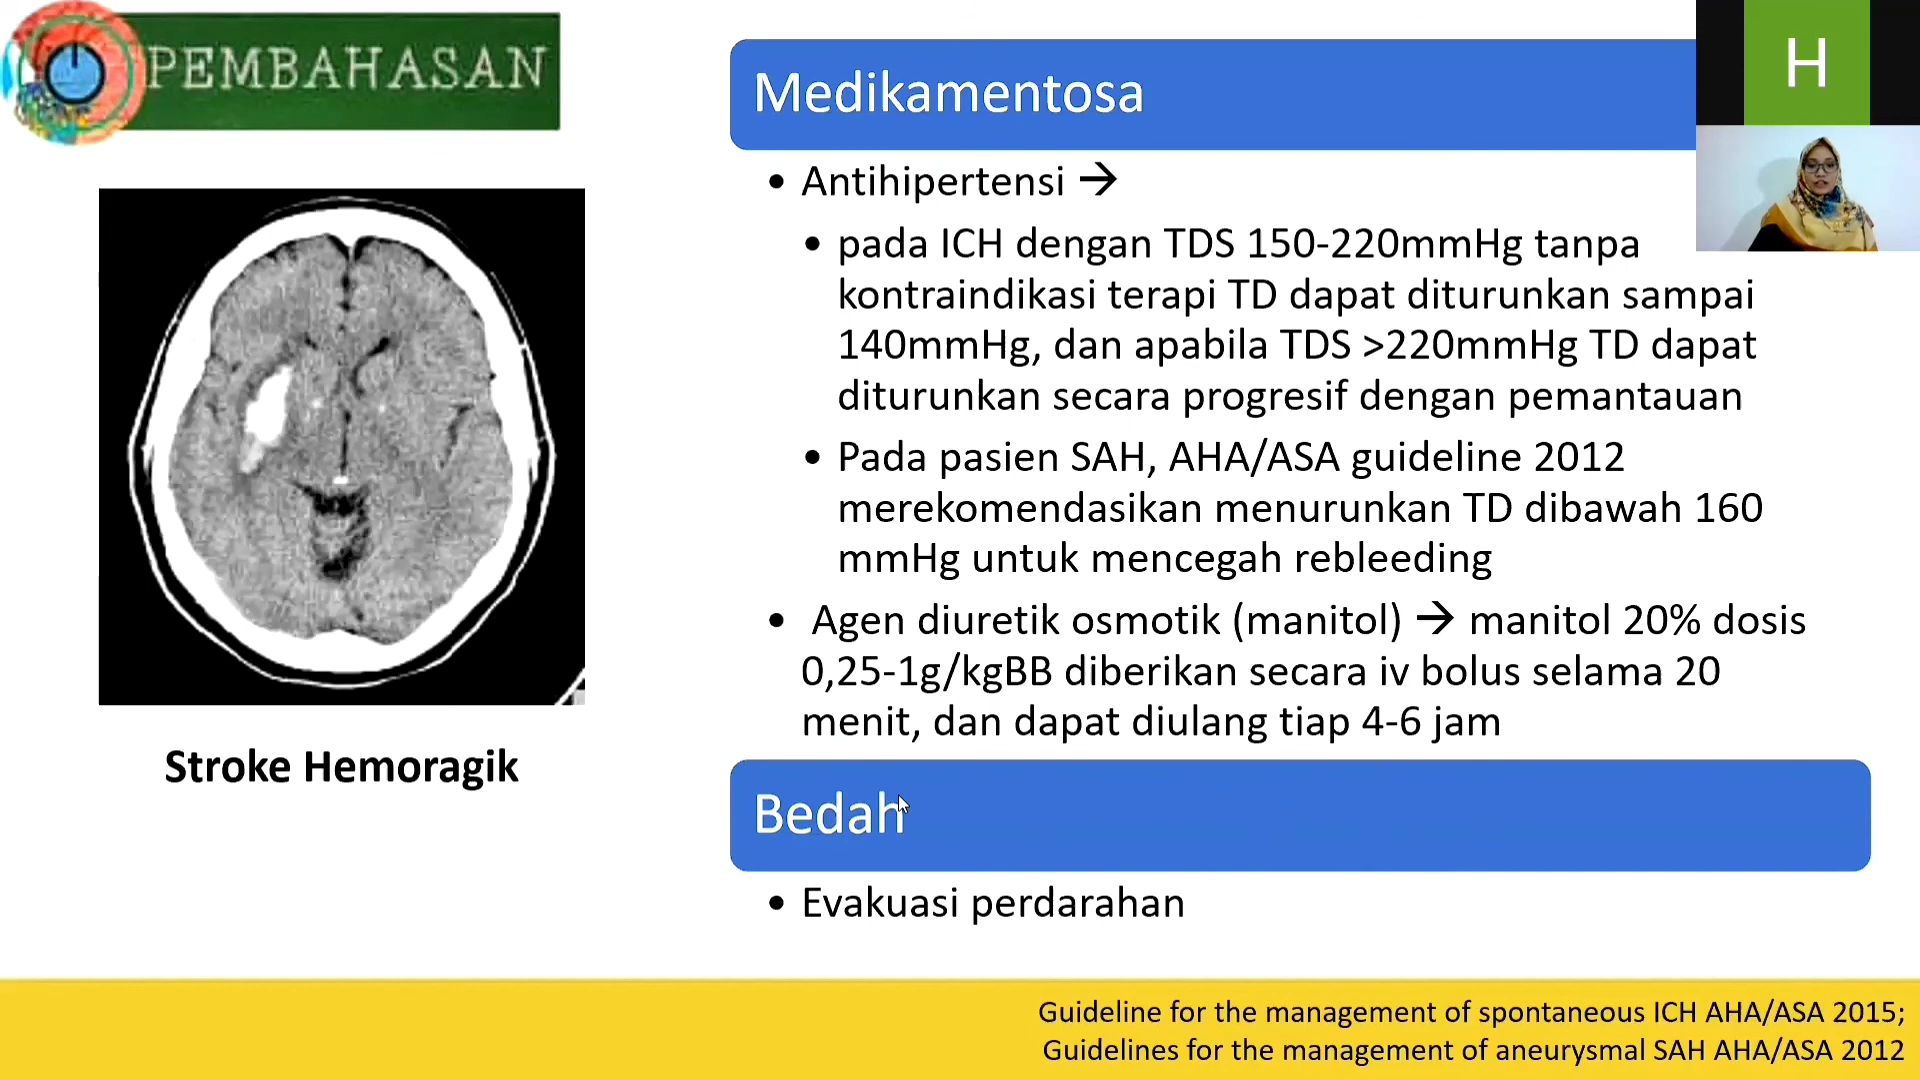 PEMBAHASAN
H
Medikamentosa
• Antihipertensi →
• pada ICH dengan TDS 150-220mmHg tanpa
kontraindikasi terapi TD dapat diturunkan sampai
140mmHg, dan apabila TDS >220mmHg TD dapat
diturunkan secara progresif dengan pemantauan
• Pada pasien SAH, AHA/ASA guideline 2012
merekomendasikan menurunkan TD dibawah 160
mmHg untuk mencegah rebleeding
• Agen diuretik osmotik (manitol) → manitol 20% dosis
0,25-1g/kgBB diberikan secara iv bolus selama 20
menit, dan dapat diulang tiap 4-6 jam
Stroke Hemoragik
Bedah
• Evakuasi perdarahan
Guideline for the management of spontaneous ICH AHA/ASA 2015;
Guidelines for the management of aneurysmal SAH AHA/ASA 2012